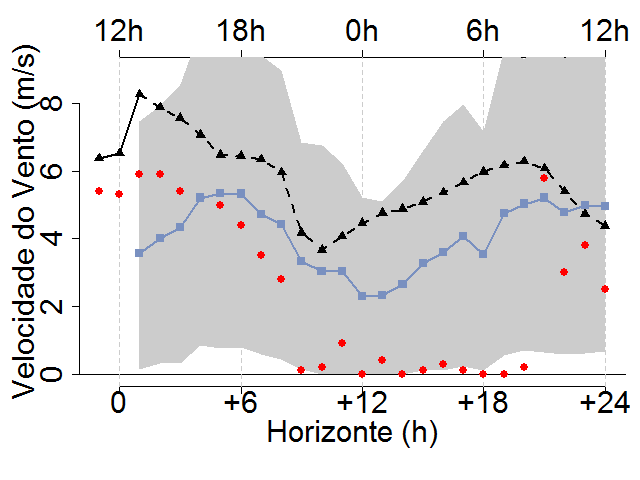 12h 18h 0h 6h 12h
Velocidade do Vento (m/s)
8
6
4
2
0
0 +6 +12 +18 +24
Horizonte (h)